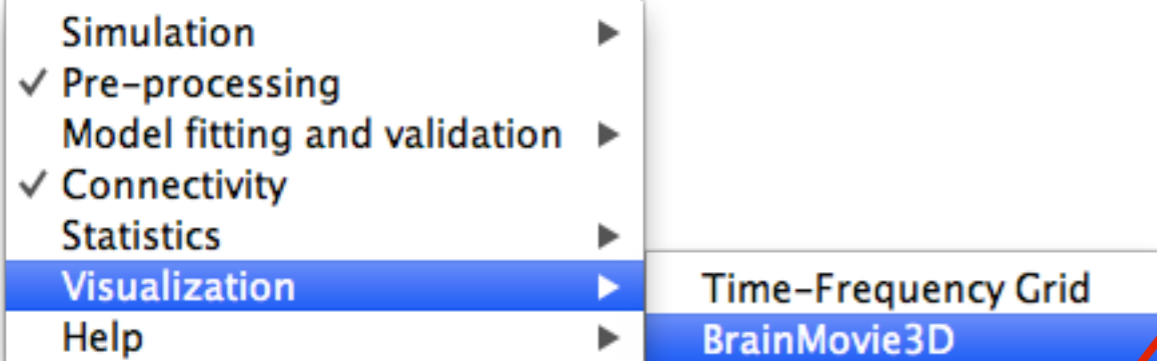 Simulation
✓ Pre-processing
Model fitting and validation
✓ Connectivity
Statistics
Visualization
Help
Time-Frequency Grid
BrainMovie3D